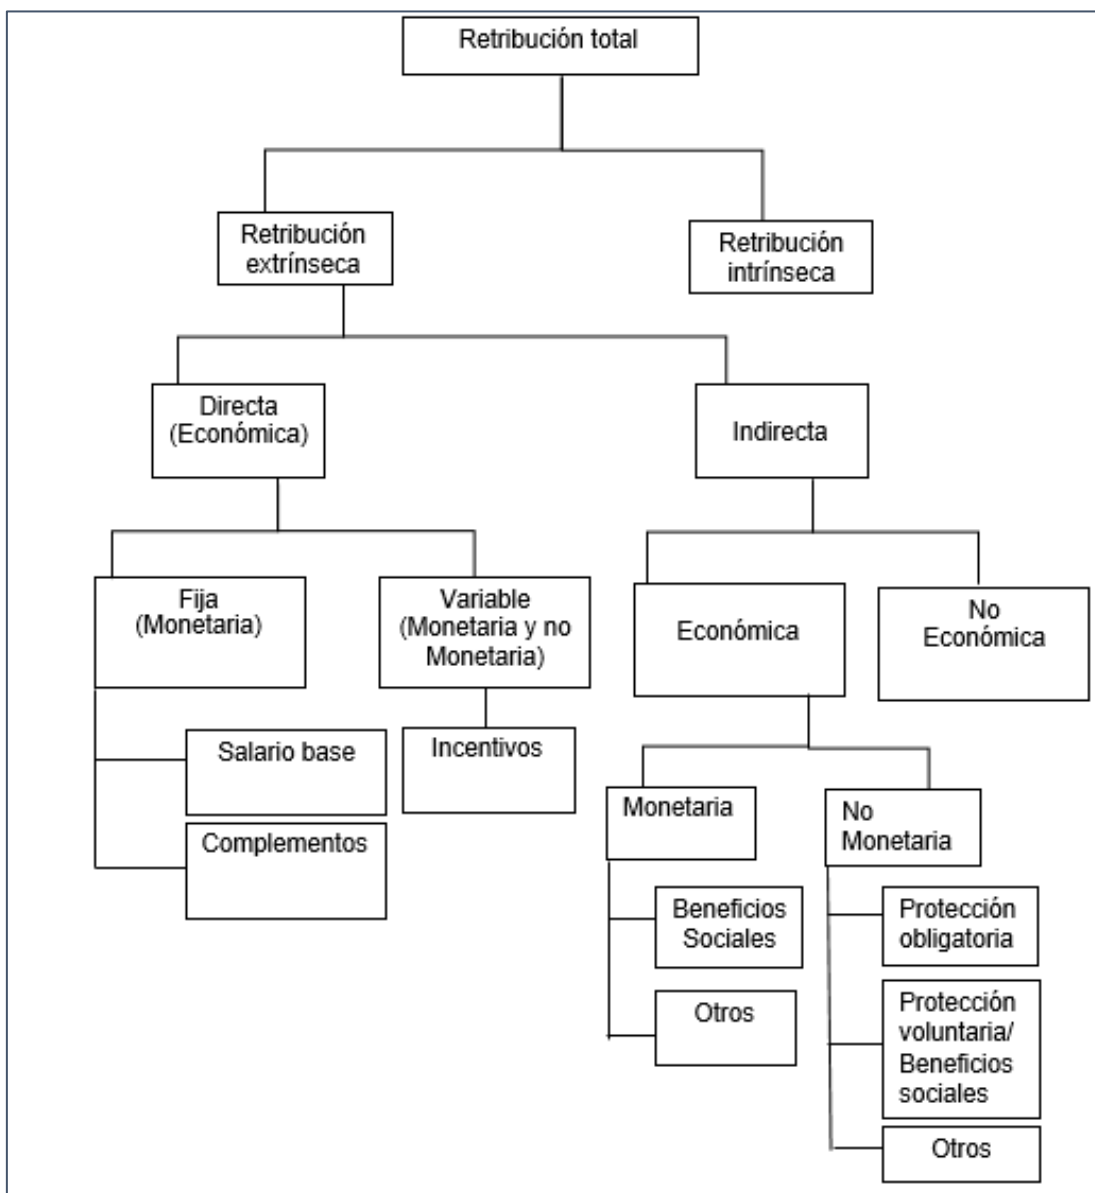 Retribución total
Retribución
extrínseca
Retribución
intrínseca
Directa
(Económica)
Indirecta
Fija
(Monetaria)
Variable
(Monetaria y no
Monetaria)
Económica
No
Económica
Salario base
Complementos
Incentivos
Monetaria
No
Monetaria
Beneficios
Sociales
Otros
Protección
obligatoria
Protección
voluntaria/
Beneficios
sociales
Otros